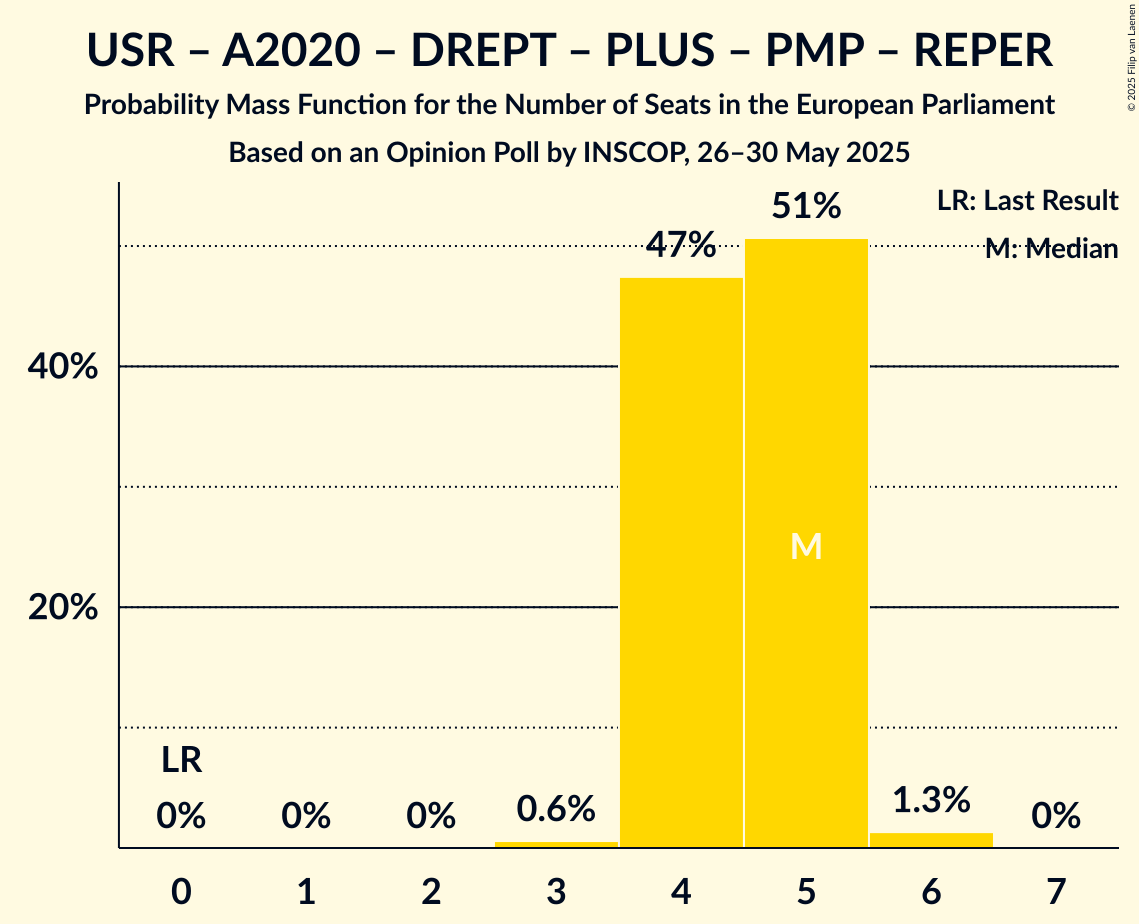 USR – A2020 – DREPT – PLUS – PMP – REPER
Probability Mass Function for the Number of Seats in the European Parliament
Based on an Opinion Poll by INSCOP, 26–30 May 2025
© 2025 Filip van Laenen
LR: Last Result
M: Median
51%
47%
40%
M
20%
LR
0% 0% 0% 0.6% 1.3% 0%
0 1 2 3 4 5 6 7